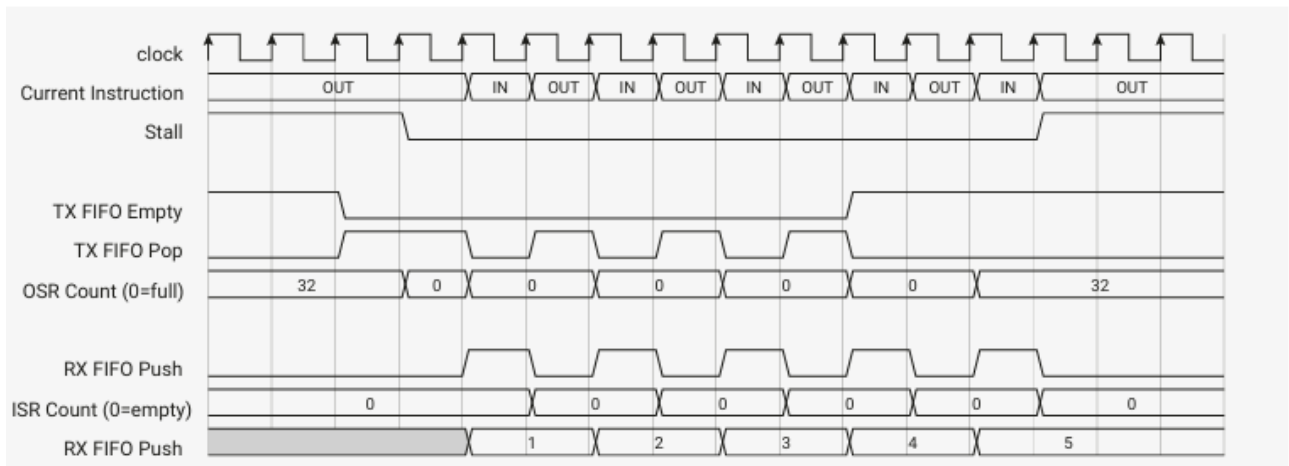 clock
Current Instruction OUT IN OUT IN OUT IN OUT IN OUT IN OUT
Stall
TX FIFO Empty
TX FIFO Pop
OSR Count (0=full) 32 0 0 0 0 0 32
RX FIFO Push
ISR Count (0=empty) 0 0 0 0 0 0
RX FIFO Push 1 2 3 4 5